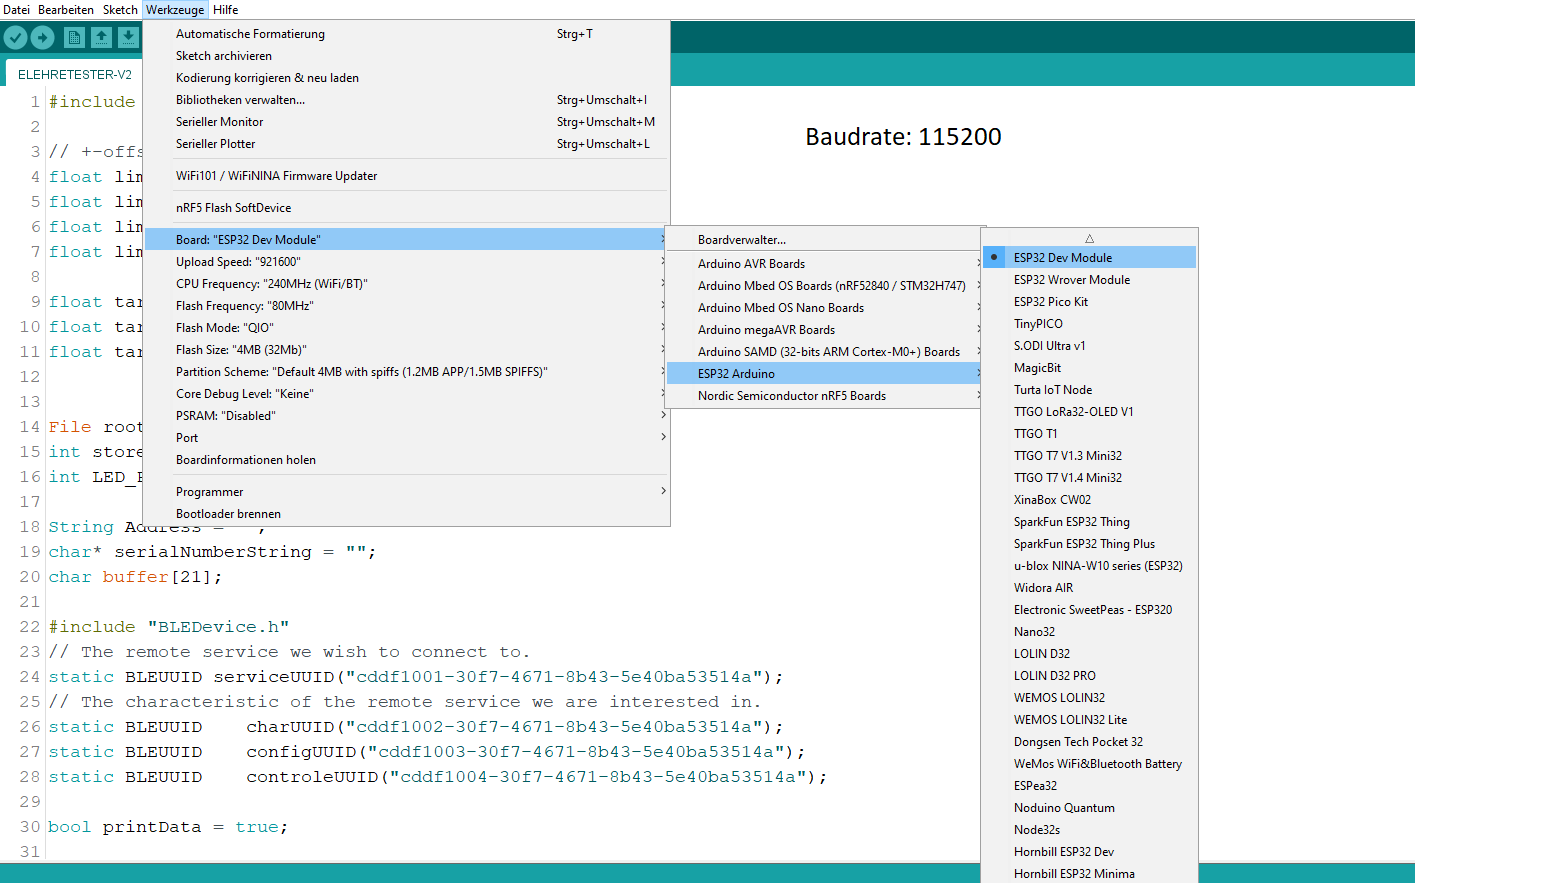 Datei Bearbeiten Sketch Werkzeuge Hilfe
ELEHRETESTER-V2
Automatische Formatierung Strg+T
Sketch archivieren
Kodierung korrigieren & neu laden
Bibliotheken verwalten... Strg+Umschalt+I
Serieller Monitor Strg+Umschalt+M
Serieller Plotter Strg+Umschalt+L
WiFi101 / WiFiNINA Firmware Updater
nRF5 Flash SoftDevice
Board: "ESP32 Dev Module"
Upload Speed: "921600"
CPU Frequency: "240MHz (WiFi/BT)"
Flash Frequency: "80MHz"
Flash Mode: "QIO"
Flash Size: "4MB (32Mb)"
Partition Scheme: "Default 4MB with spiffs (1.2MB APP/1.5MB SPIFFS)"
Core Debug Level: "Keine"
PSRAM: "Disabled"
Port
Boardinformationen holen
Programmer
Bootloader brennen
Baudrate: 115200
Boardverwalter...
Arduino AVR Boards
Arduino Mbed OS Boards (nRF52840 / STM32H747)
Arduino Mbed OS Nano Boards
Arduino megaAVR Boards
Arduino SAMD (32-bits ARM Cortex-M0+) Boards
ESP32 Arduino
Nordic Semiconductor nRF5 Boards
ESP32 Dev Module
ESP32 Wrover Module
ESP32 Pico Kit
TinyPICO
S.ODI Ultra v1
MagicBit
Turta IoT Node
TTGO LoRa32-OLED V1
TTGO T1
TTGO T7 V1.3 Mini32
TTGO T7 V1.4 Mini32
XinaBox CW02
SparkFun ESP32 Thing
SparkFun ESP32 Thing Plus
u-blox NINA-W10 series (ESP32)
Widora AIR
Electronic SweetPeas - ESP320
Nano32
LOLIN D32
LOLIN D32 PRO
WEMOS LOLIN32
WEMOS LOLIN32 Lite
Dongsen Tech Pocket 32
WeMos WiFi&Bluetooth Battery
ESPea32
Noduino Quantum
Node32s
Hornbill ESP32 Dev
Hornbill ESP32 Minima
1 #include
2
3 // +-offs
4 float lim
5 float lim
6 float lim
7 float lim
8
9 float tar
10 float tar
11 float tar
12
13
14 File root
15 int store
16 int LED_
17
18 String Address = ;
19 char* serialNumberString = "";
20 char buffer[21];
21
22 #include "BLEDevice.h"
23 // The remote service we wish to connect to.
24 static BLEUUID serviceUUID("cddf1001-30f7-4671-8b43-5e40ba53514a");
25 // The characteristic of the remote service we are interested in.
26 static BLEUUID charUUID("cddf1002-30f7-4671-8b43-5e40ba53514a");
27 static BLEUUID configUUID("cddf1003-30f7-4671-8b43-5e40ba53514a");
28 static BLEUUID controleUUID("cddf1004-30f7-4671-8b43-5e40ba53514a");
29
30 bool printData = true;
31